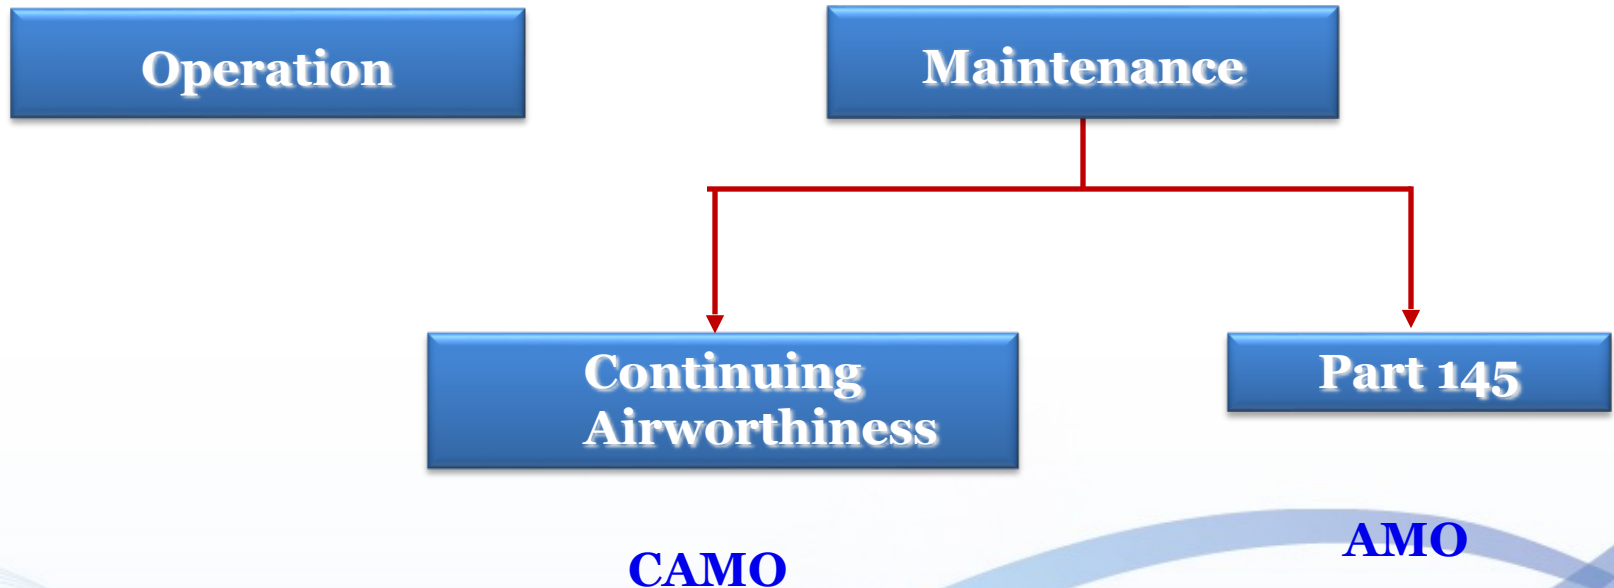 Operation
Maintenance
Continuing
Airworthiness
Part 145
CAMO
AMO